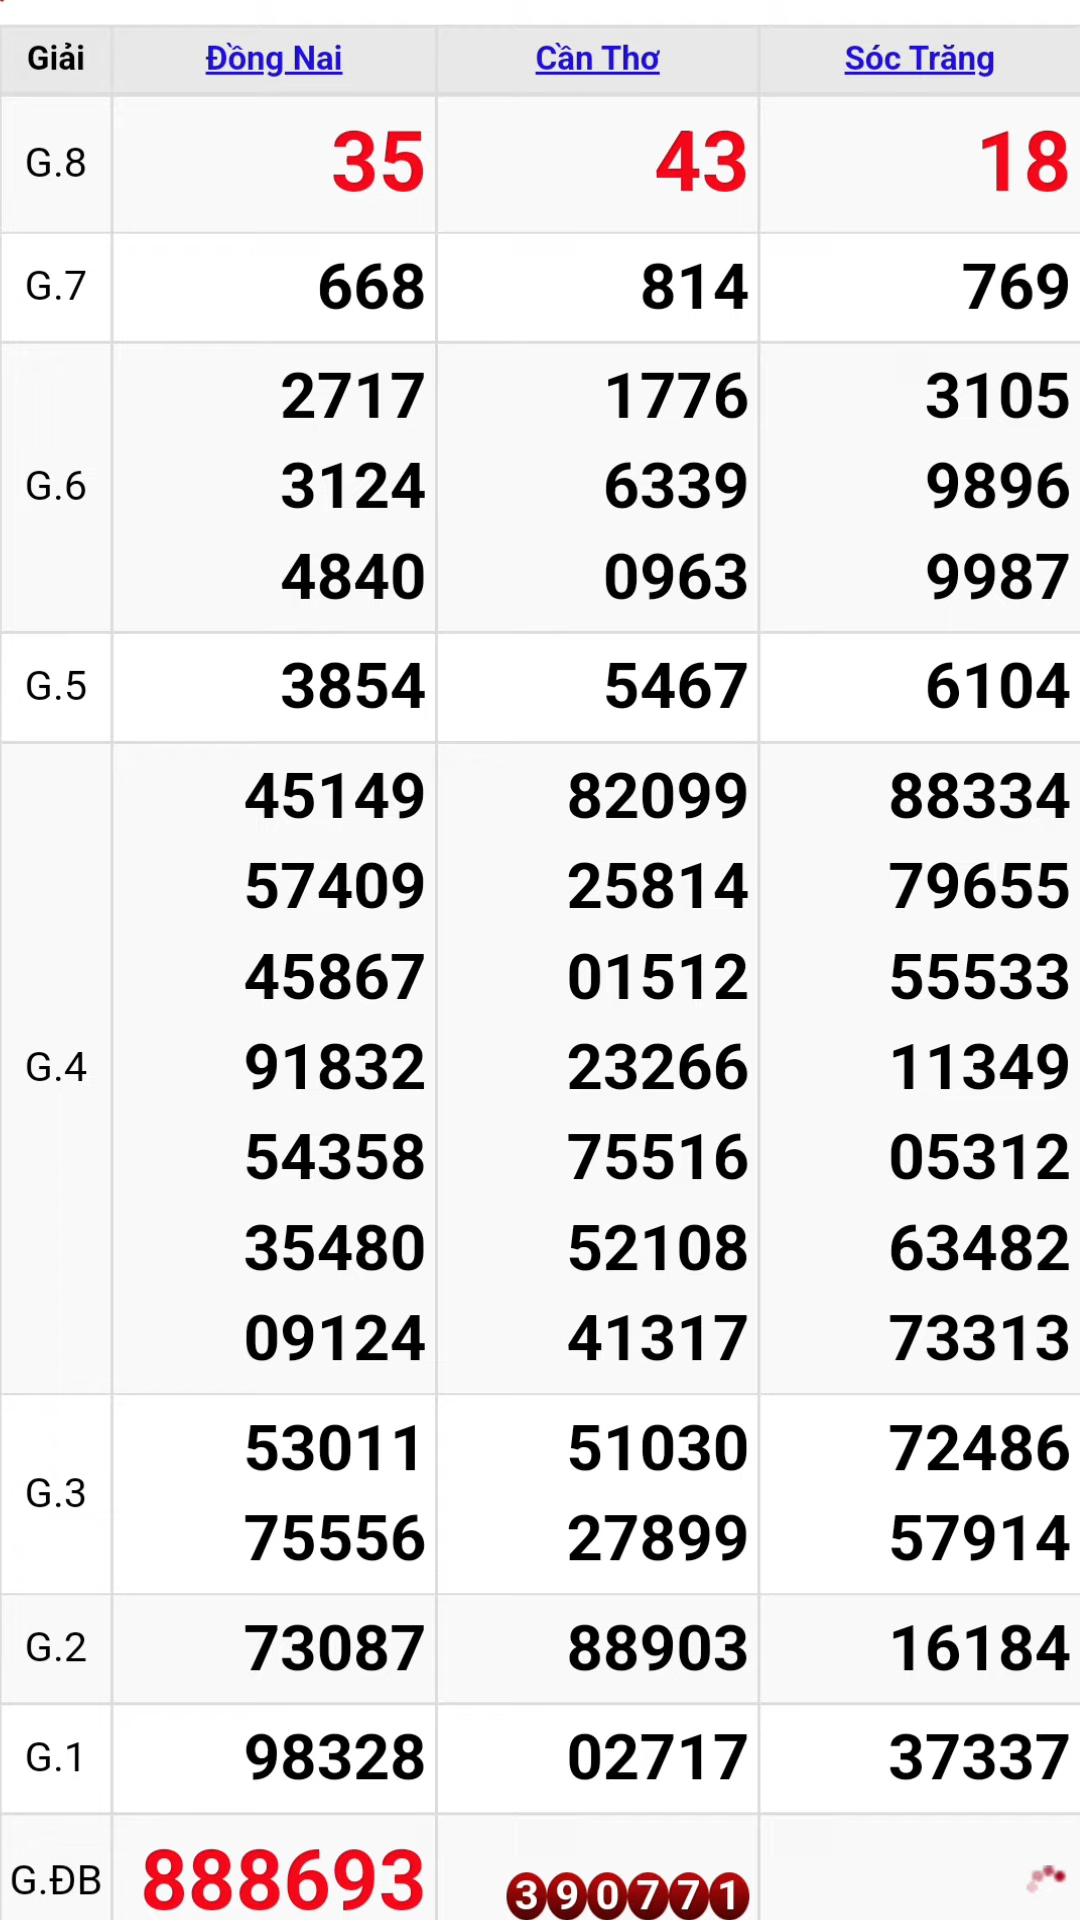 Giải Đồng Nai Cần Thơ Sóc Trăng
G.8 35 43 18
G.7 668 814 769
2717 1776 3105
G.6 3124 6339 9896
4840 0963 9987
G.5 3854 5467 6104
45149 82099 88334
57409 25814 79655
45867 01512 55533
G.4 91832 23266 11349
54358 75516 05312
35480 52108 63482
09124 41317 73313
53011 51030 72486
G.3
75556 27899 57914
G.2 73087 88903 16184
G.1 98328 02717 37337
G.ĐB 888693 390771